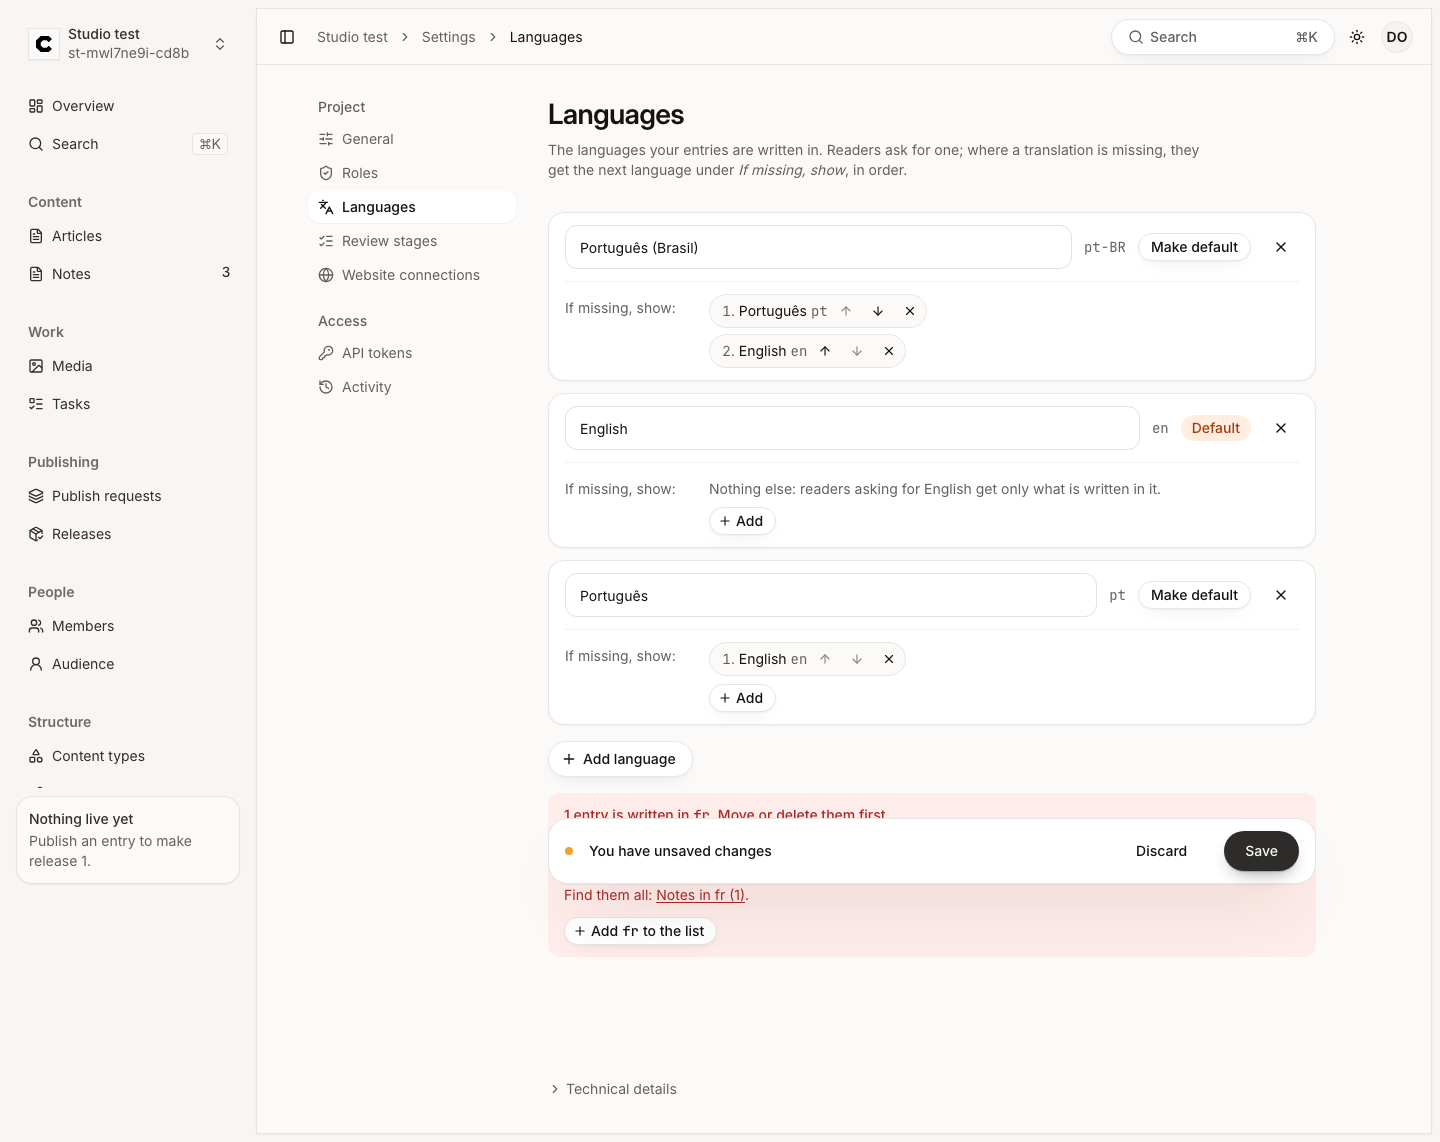 Studio test
st-mwl7ne9i-cd8b
Overview
Search
⌘K
Content
Articles
Notes
3
Work
Media
Tasks
Publishing
Publish requests
Releases
People
Members
Audience
Structure
Content types
Nothing live yet
Publish an entry to make
release 1.
Studio test
Settings
Languages
Search
⌘K
DO
Project
General
Roles
Languages
Review stages
Website connections
Access
API tokens
Activity
Languages
The languages your entries are written in. Readers ask for one; where a translation is missing, they
get the next language under If missing, show, in order.
Português (Brasil)
pt-BR
Make default
If missing, show:
1. Português pt
2. English en
English
en
Default
If missing, show:
Nothing else: readers asking for English get only what is written in it.
Add
Português
pt
Make default
If missing, show:
1. English en
Add
Add language
1 entry is written in fr. Move or delete them first
You have unsaved changes
Discard
Save
Find them all: Notes in fr (1).
Add fr to the list
Technical details